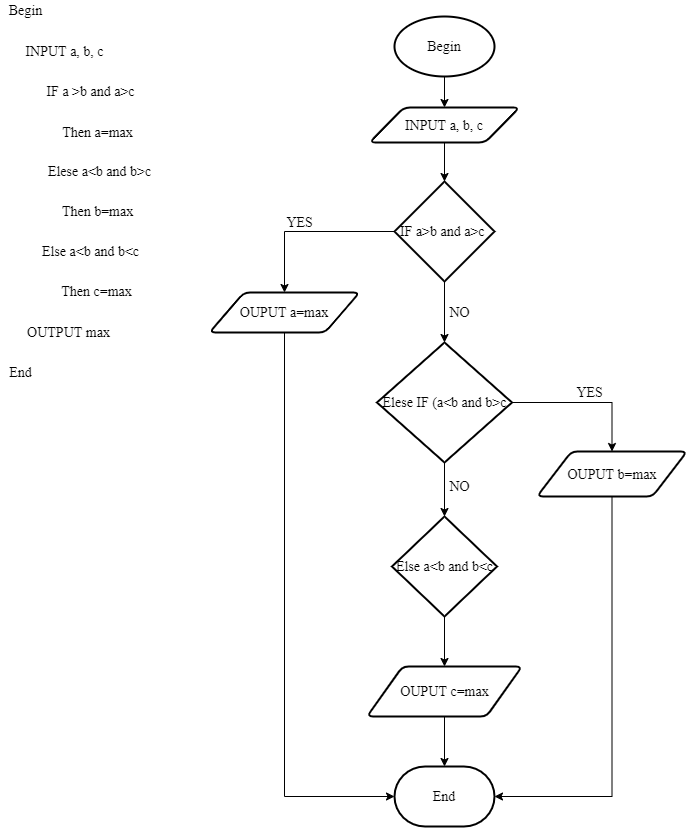 Begin
INPUT a, b, c
IF a >b and a>c
Then a=max
Elese a<b and b>c
Then b=max
Else a<b and b<c
Then c=max
OUTPUT max
End
Begin
INPUT a, b, c
IF a>b and a>c
YES
OUPUT a=max
NO
Elese IF (a<b and b>c
YES
OUPUT b=max
NO
Else a<b and b<c
OUPUT c=max
End